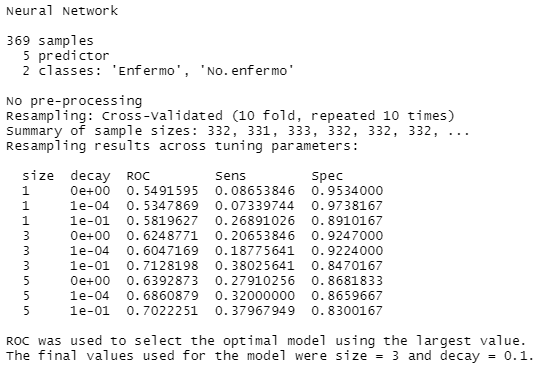 Neural Network

369 samples
  5 predictor
  2 classes: 'Enfermo', 'No.enfermo'

No pre-processing
Resampling: Cross-Validated (10 fold, repeated 10 times)
Summary of sample sizes: 332, 331, 333, 332, 332, 332, ...
Resampling results across tuning parameters:

  size  decay  ROC        Sens        Spec
  1     0e+00  0.5491595  0.08653846  0.9534000
  1     1e-04  0.5347869  0.07339744  0.9738167
  1     1e-01  0.5819627  0.26891026  0.8910167
  3     0e+00  0.6248771  0.20653846  0.9247000
  3     1e-04  0.6047169  0.18775641  0.9224000
  3     1e-01  0.7128198  0.38025641  0.8470167
  5     0e+00  0.6392873  0.27910256  0.8681833
  5     1e-04  0.6860879  0.32000000  0.8659667
  5     1e-01  0.7022251  0.37967949  0.8300167

ROC was used to select the optimal model using the largest value.
The final values used for the model were size = 3 and decay = 0.1.